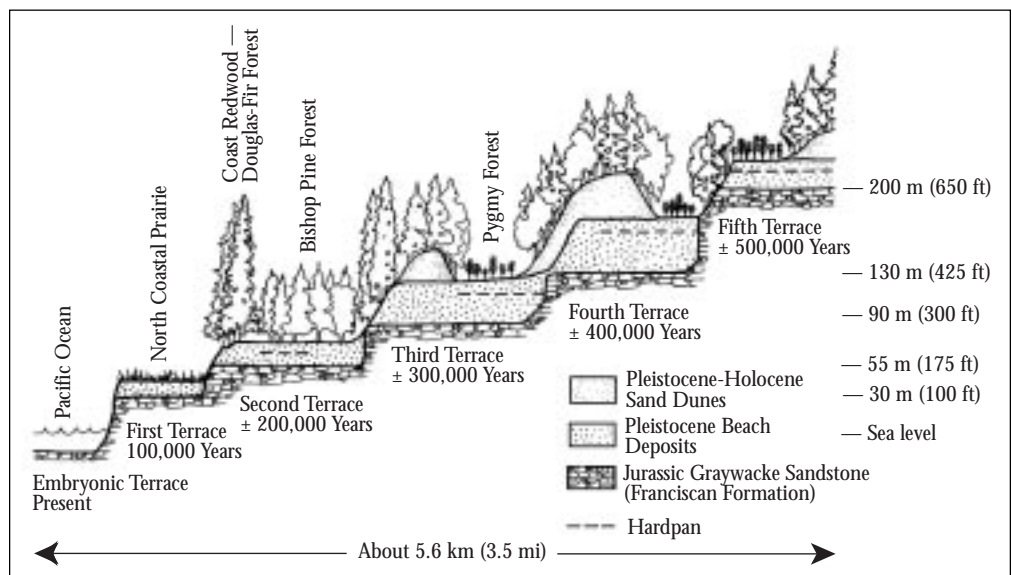 Coast Redwood —
Douglas-Fir Forest
Bishop Pine Forest
Pygmy Forest
North Coastal Prairie
Pacific Ocean
200 m (650 ft)
Fifth Terrace
± 500,000 Years
130 m (425 ft)
Fourth Terrace
± 400,000 Years
90 m (300 ft)
Third Terrace
± 300,000 Years
55 m (175 ft)
30 m (100 ft)
Second Terrace
± 200,000 Years
First Terrace
100,000 Years
Sea level
Embryonic Terrace
Present
Pleistocene-Holocene
Sand Dunes
Pleistocene Beach
Deposits
Jurassic Graywacke Sandstone
(Franciscan Formation)
Hardpan
About 5.6 km (3.5 mi)